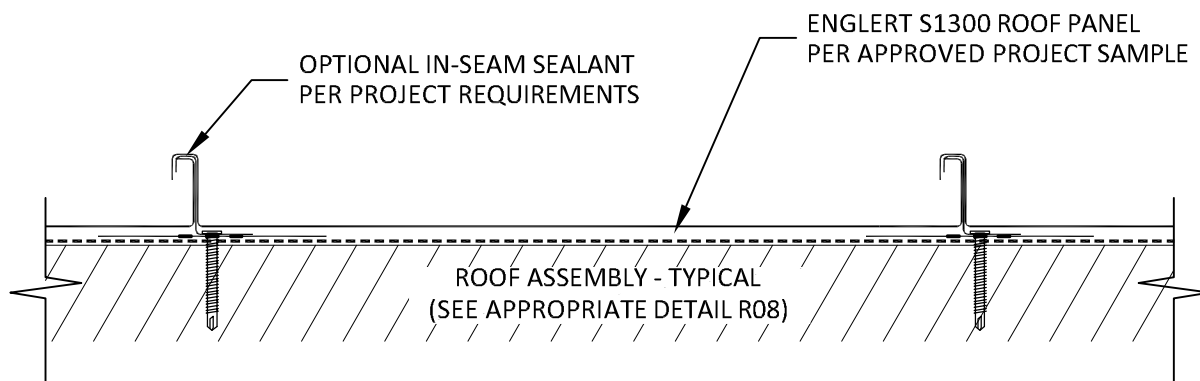 ENGLERT S1300 ROOF PANEL
PER APPROVED PROJECT SAMPLE
OPTIONAL IN-SEAM SEALANT
PER PROJECT REQUIREMENTS
ROOF ASSEMBLY - TYPICAL
(SEE APPROPRIATE DETAIL R08)